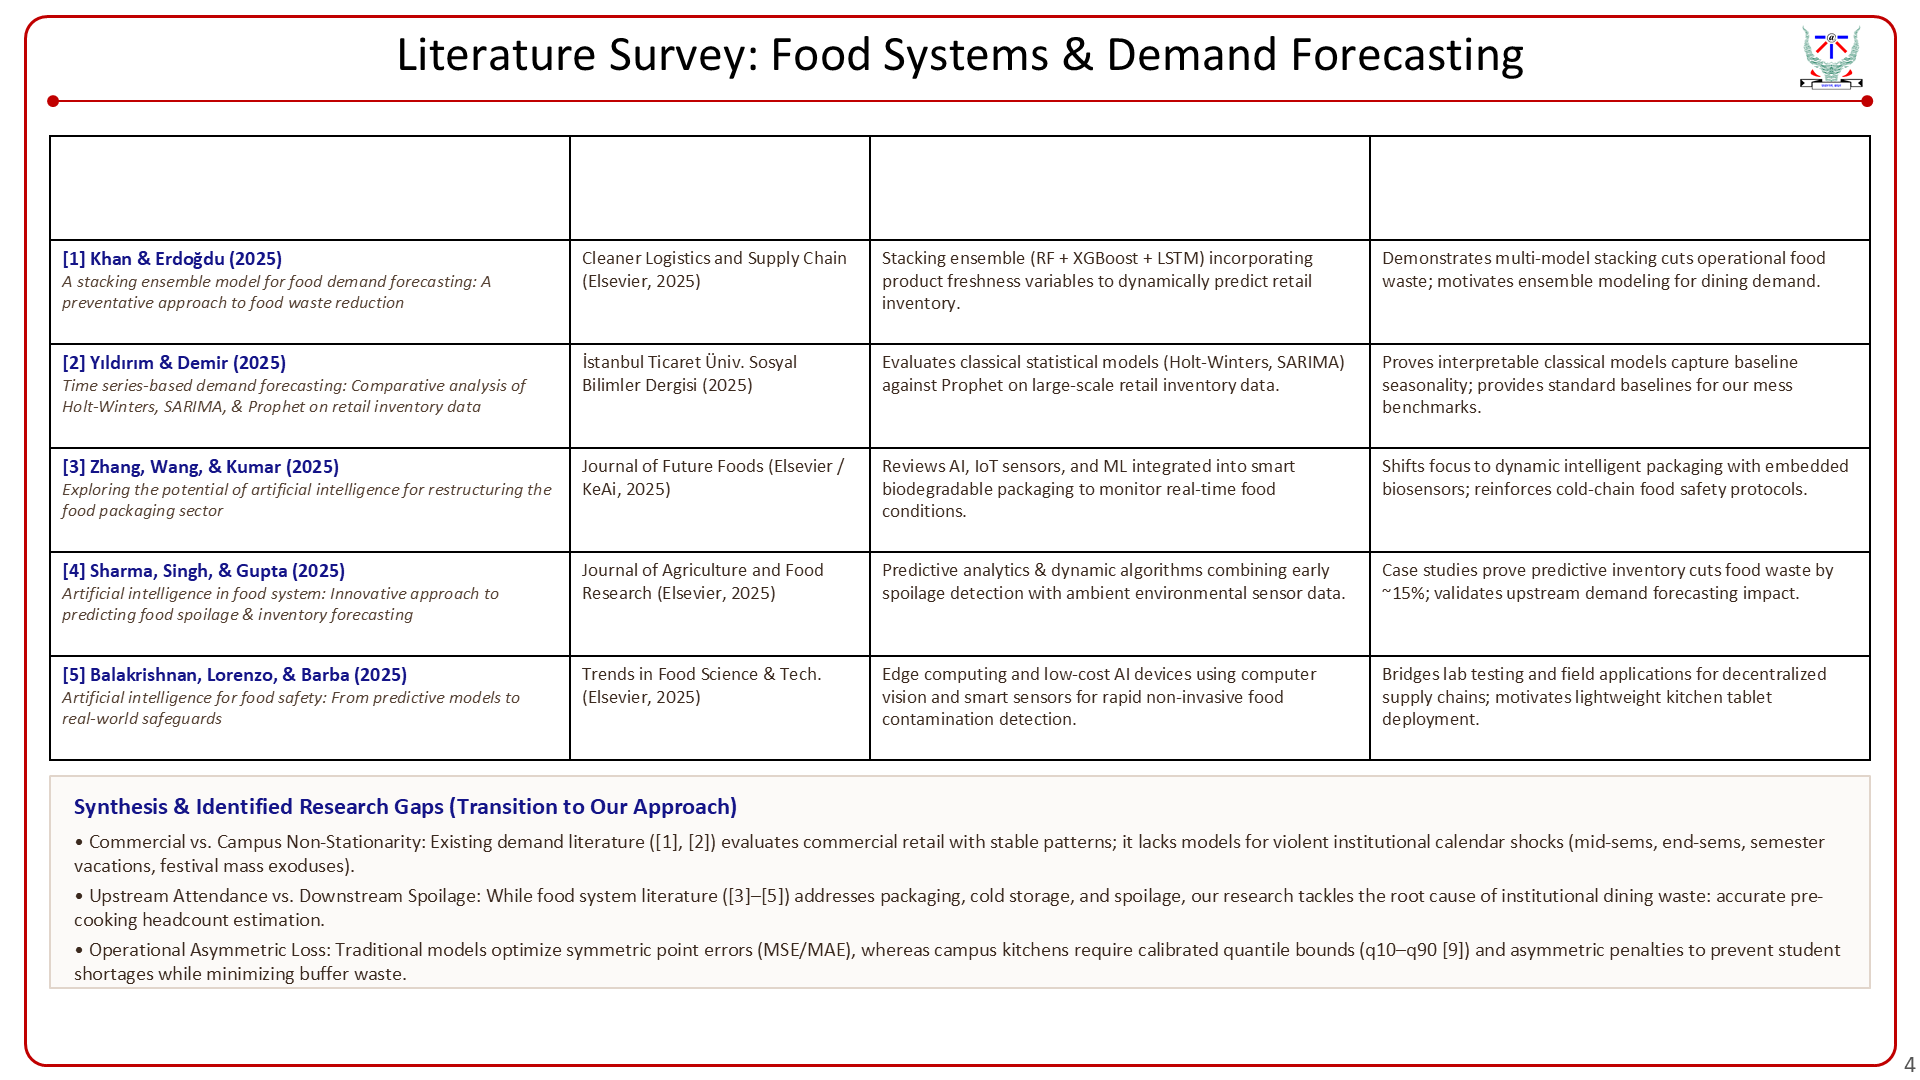 Literature Survey: Food Systems & Demand Forecasting
[1] Khan & Erdoğdu (2025)
A stacking ensemble model for food demand forecasting: A
preventative approach to food waste reduction
Cleaner Logistics and Supply Chain
(Elsevier, 2025)
Stacking ensemble (RF + XGBoost + LSTM) incorporating
product freshness variables to dynamically predict retail
inventory.
Demonstrates multi-model stacking cuts operational food
waste; motivates ensemble modeling for dining demand.
[2] Yıldırım & Demir (2025)
Time series-based demand forecasting: Comparative analysis of
Holt-Winters, SARIMA, & Prophet on retail inventory data
İstanbul Ticaret Üniv. Sosyal
Bilimler Dergisi (2025)
Evaluates classical statistical models (Holt-Winters, SARIMA)
against Prophet on large-scale retail inventory data.
Proves interpretable classical models capture baseline
seasonality; provides standard baselines for our mess
benchmarks.
[3] Zhang, Wang, & Kumar (2025)
Exploring the potential of artificial intelligence for restructuring the
food packaging sector
Journal of Future Foods (Elsevier /
KeAi, 2025)
Reviews AI, IoT sensors, and ML integrated into smart
biodegradable packaging to monitor real-time food
conditions.
Shifts focus to dynamic intelligent packaging with embedded
biosensors; reinforces cold-chain food safety protocols.
[4] Sharma, Singh, & Gupta (2025)
Artificial intelligence in food system: Innovative approach to
predicting food spoilage & inventory forecasting
Journal of Agriculture and Food
Research (Elsevier, 2025)
Predictive analytics & dynamic algorithms combining early
spoilage detection with ambient environmental sensor data.
Case studies prove predictive inventory cuts food waste by
~15%; validates upstream demand forecasting impact.
[5] Balakrishnan, Lorenzo, & Barba (2025)
Artificial intelligence for food safety: From predictive models to
real-world safeguards
Trends in Food Science & Tech.
(Elsevier, 2025)
Edge computing and low-cost AI devices using computer
vision and smart sensors for rapid non-invasive food
contamination detection.
Bridges lab testing and field applications for decentralized
supply chains; motivates lightweight kitchen tablet
deployment.
Synthesis & Identified Research Gaps (Transition to Our Approach)
• Commercial vs. Campus Non-Stationarity: Existing demand literature ([1], [2]) evaluates commercial retail with stable patterns; it lacks models for violent institutional calendar shocks (mid-sems, end-sems, semester
vacations, festival mass exoduses).
• Upstream Attendance vs. Downstream Spoilage: While food system literature ([3]–[5]) addresses packaging, cold storage, and spoilage, our research tackles the root cause of institutional dining waste: accurate pre-
cooking headcount estimation.
• Operational Asymmetric Loss: Traditional models optimize symmetric point errors (MSE/MAE), whereas campus kitchens require calibrated quantile bounds (q10–q90 [9]) and asymmetric penalties to prevent student
shortages while minimizing buffer waste.
4